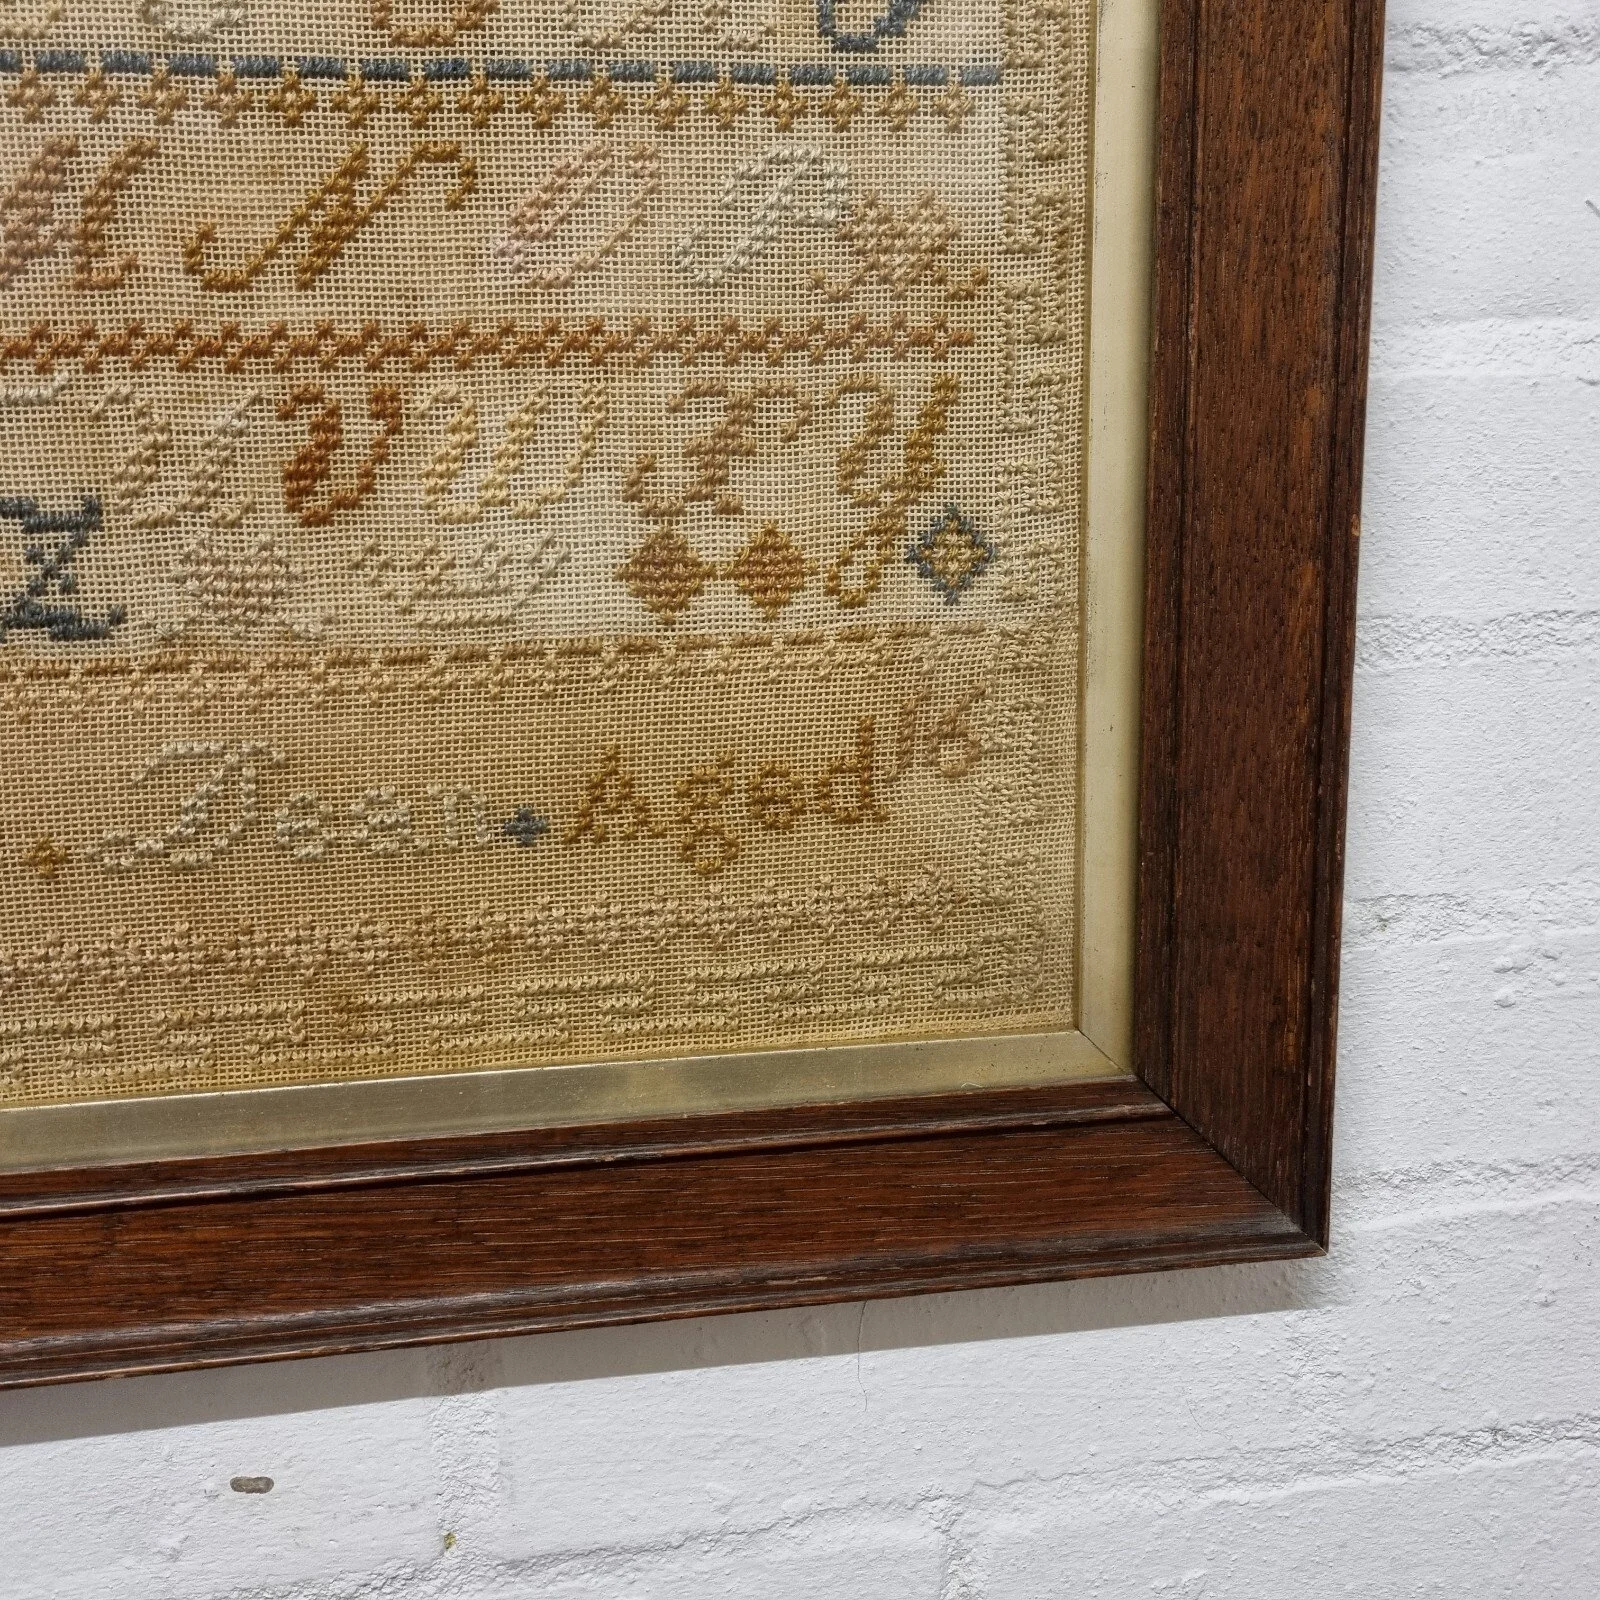 M N O P
U V W X Y
Z
Dean. Aged 16